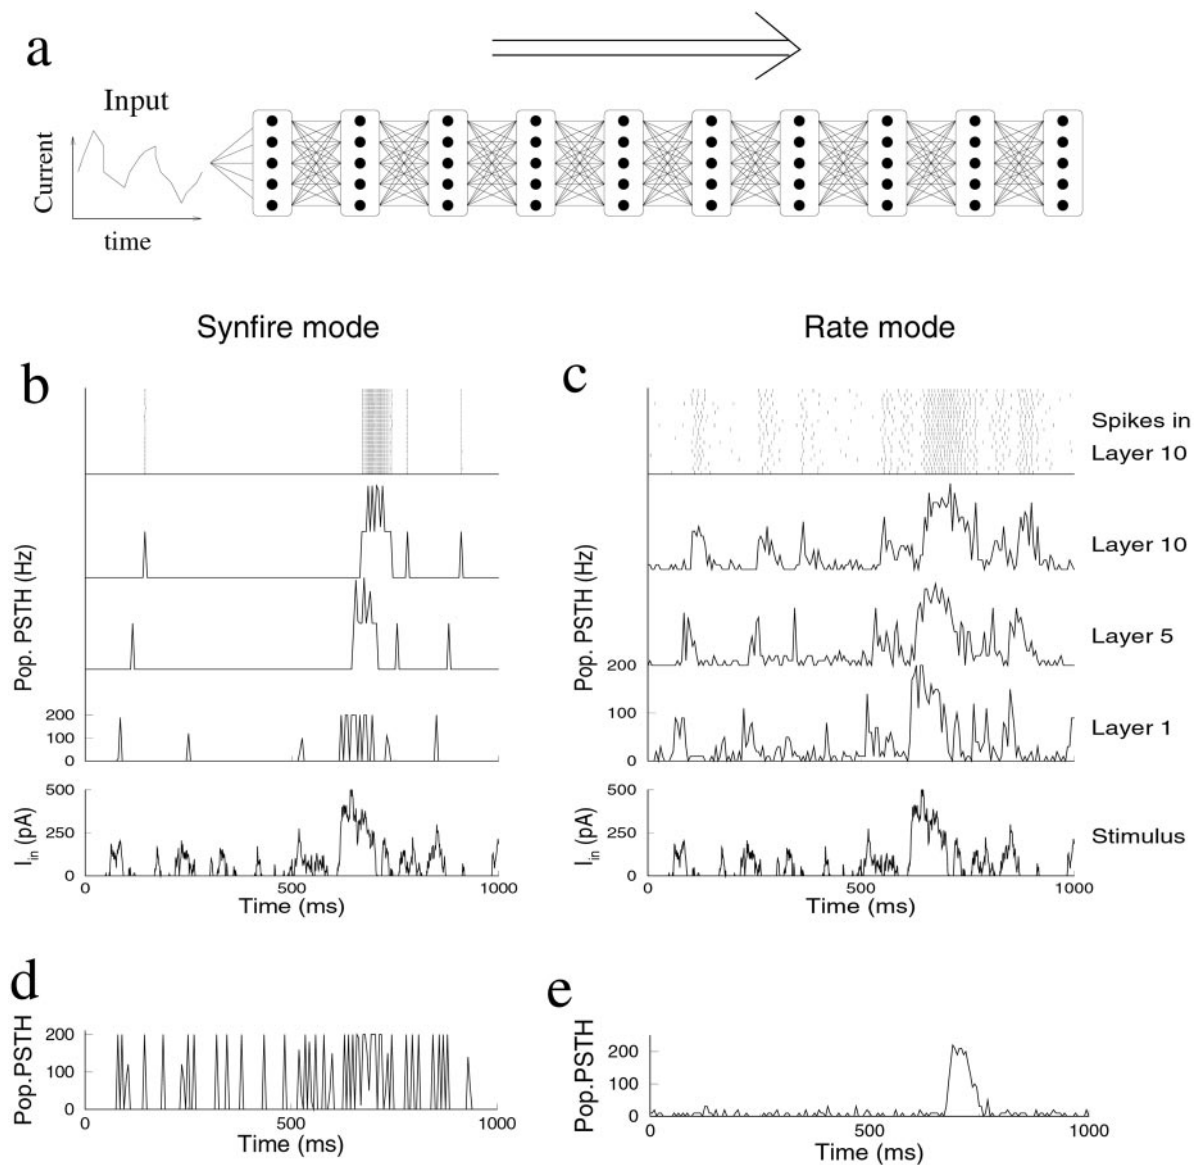 a
Input
Current
time
Synfire mode
Rate mode
b
c
Spikes in
Layer 10
Pop. PSTH (Hz)
200
100
0
Pop. PSTH (Hz)
Layer 10
Layer 5
200
100
0
Layer 1
I_in (pA)
500
250
0
0 500 1000
Time (ms)
I_in (pA)
500
250
0
Stimulus
0 500 1000
Time (ms)
d
Pop.PSTH
200
100
0
0 500 1000
Time (ms)
e
Pop.PSTH
200
100
0
0 500 1000
Time (ms)